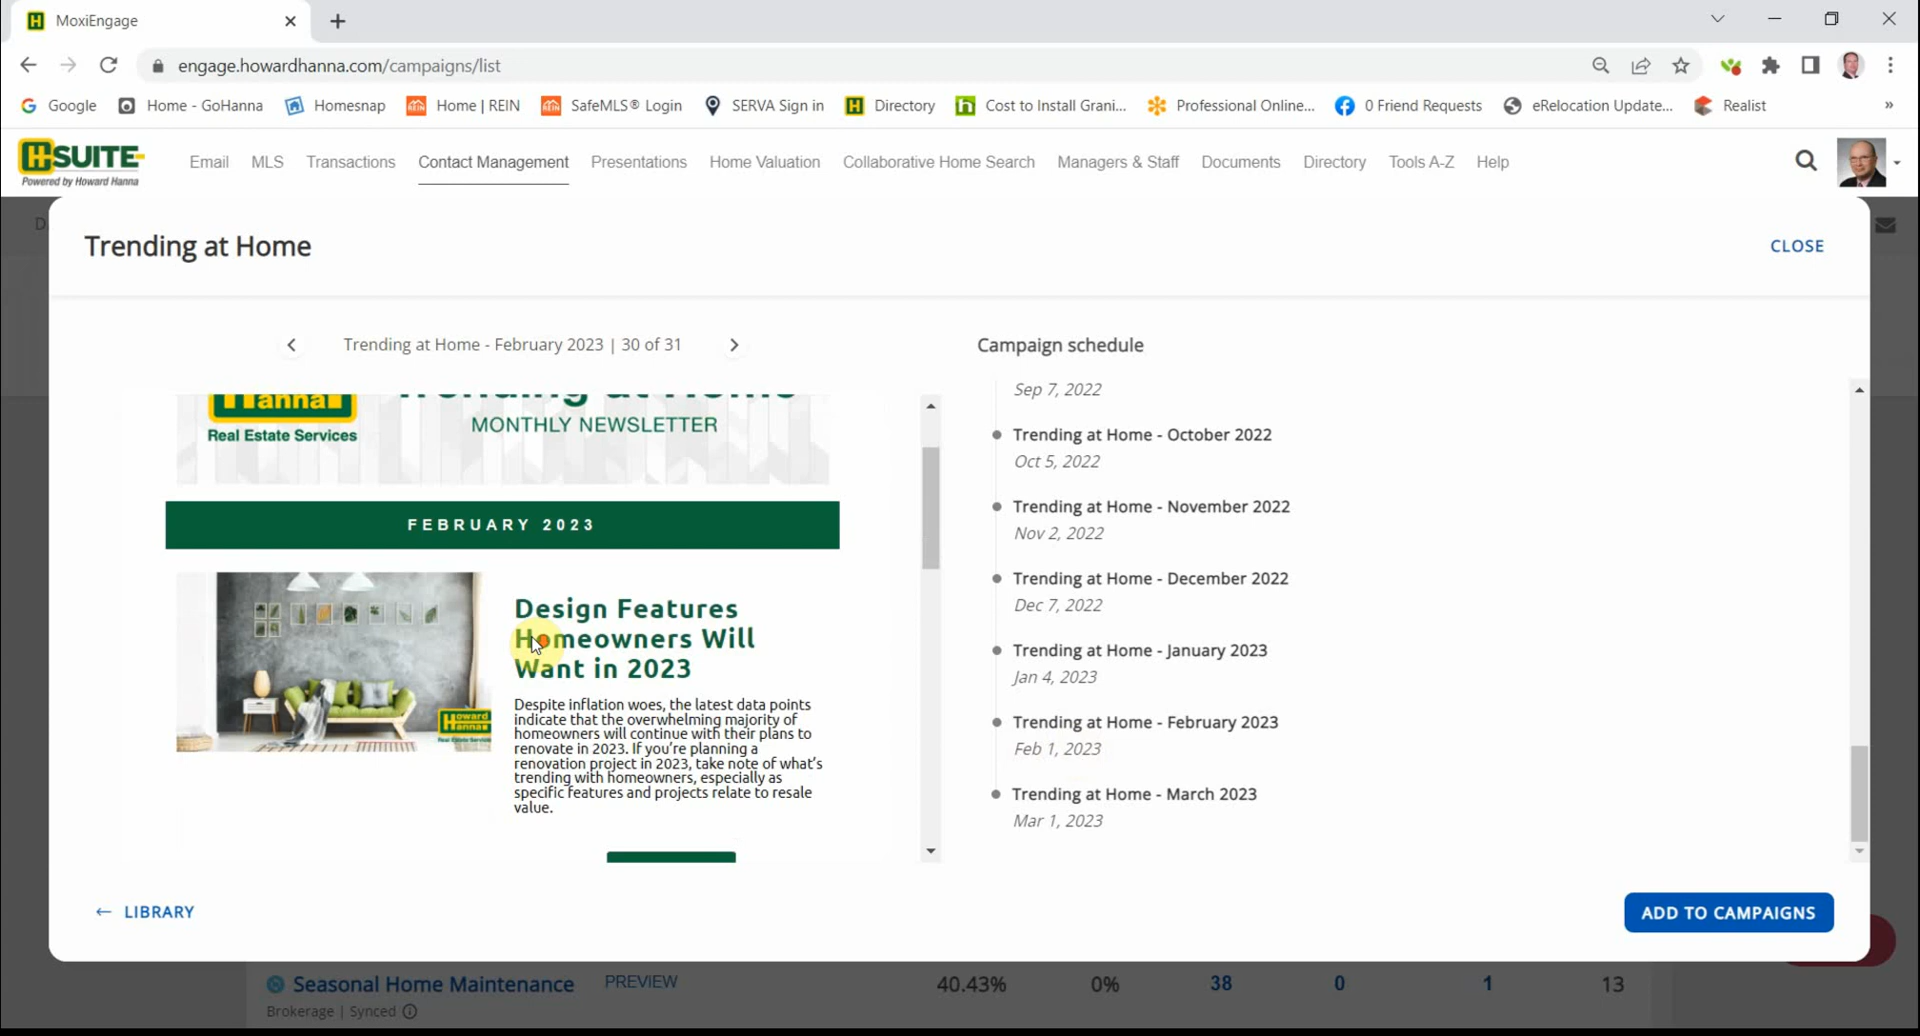 MoxiEngage
engage.howardhanna.com/campaigns/list
Google
Home - GoHanna
Homesnap
Home | REIN
SafeMLS® Login
SERVA Sign in
Directory
Cost to Install Grani...
Professional Online...
0 Friend Requests
eRelocation Update...
Realist
»
H SUITE
Powered by Howard Hanna
Email
MLS
Transactions
Contact Management
Presentations
Home Valuation
Collaborative Home Search
Managers & Staff
Documents
Directory
Tools A-Z
Help
Trending at Home
CLOSE
Trending at Home - February 2023 | 30 of 31
Hanna
Real Estate Services
Trending at Home
MONTHLY NEWSLETTER
FEBRUARY 2023
Howard
Hanna
Real Estate Services
Design Features
Homeowners Will
Want in 2023
Despite inflation woes, the latest data points
indicate that the overwhelming majority of
homeowners will continue with their plans to
renovate in 2023. If you're planning a
renovation project in 2023, take note of what's
trending with homeowners, especially as
specific features and projects relate to resale
value.
Campaign schedule
Sep 7, 2022
Trending at Home - October 2022
Oct 5, 2022
Trending at Home - November 2022
Nov 2, 2022
Trending at Home - December 2022
Dec 7, 2022
Trending at Home - January 2023
Jan 4, 2023
Trending at Home - February 2023
Feb 1, 2023
Trending at Home - March 2023
Mar 1, 2023
← LIBRARY
ADD TO CAMPAIGNS
Seasonal Home Maintenance
PREVIEW
40.43%
0%
38
0
1
13
Brokerage | Synced